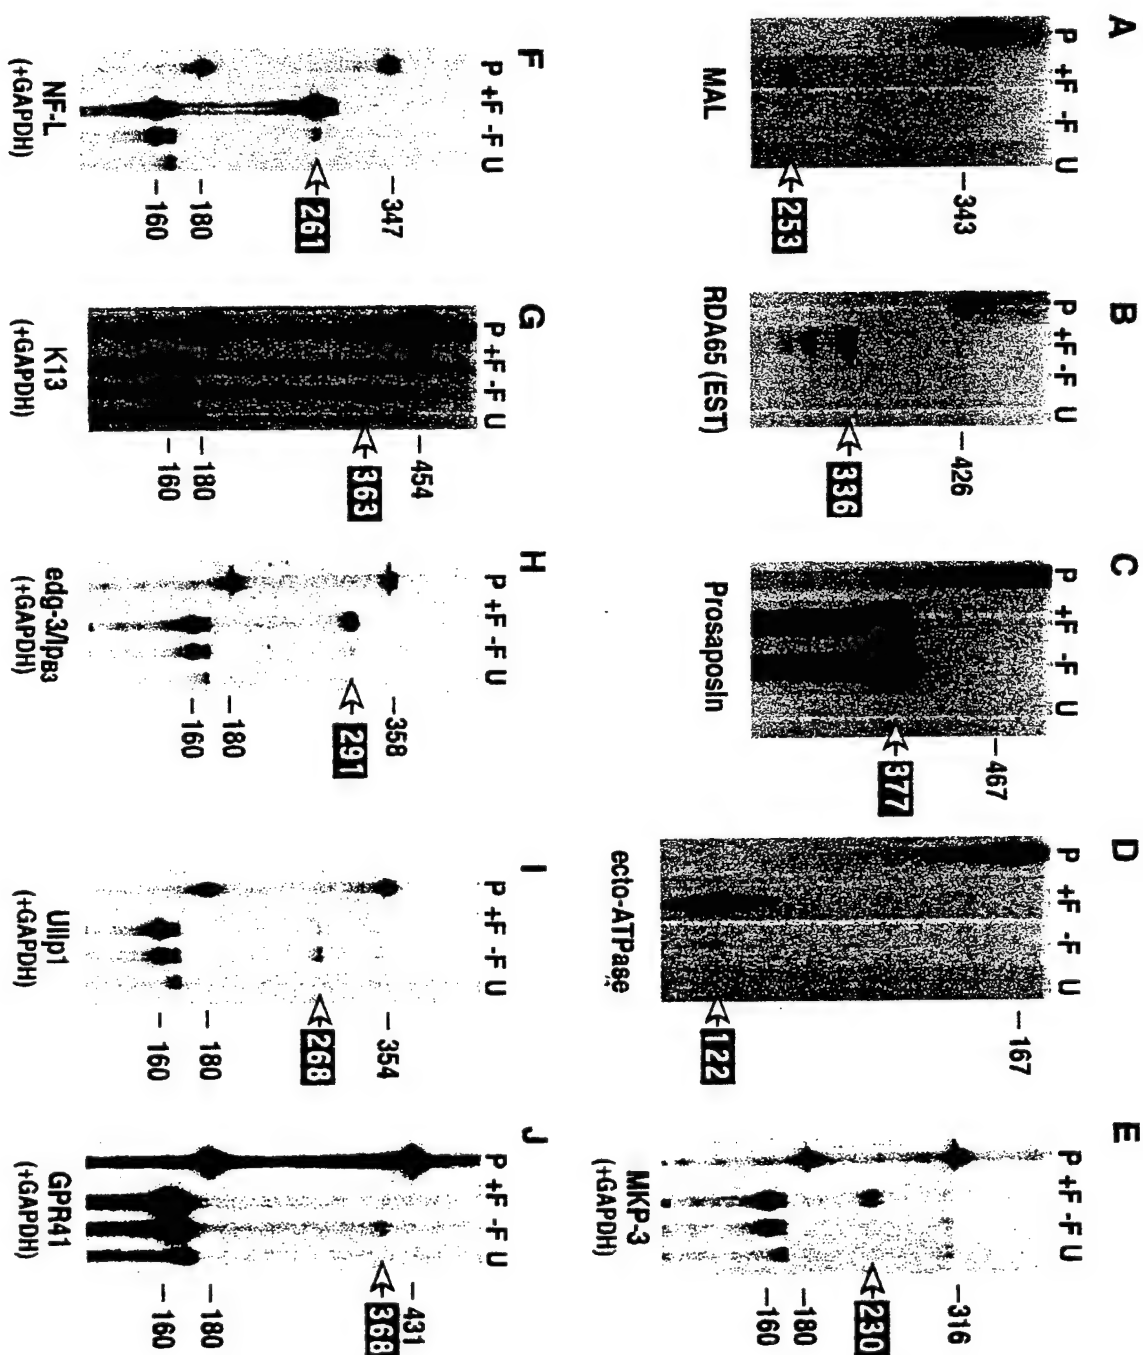 A
P +F -F U
–343
253
MAL
B
P +F -F U
–426
336
RDA65 (EST)
C
P +F -F U
–467
377
Prosaposin
D
P +F -F U
–167
122
ecto-ATPase
E
P +F -F U
–316
230
–180
–160
MKP-3
(+GAPDH)
F
P +F -F U
–347
261
–180
–160
NF-L
(+GAPDH)
G
P +F -F U
–454
363
–180
–160
K13
(+GAPDH)
H
P +F -F U
–358
291
–180
–160
edg-3/lpB3
(+GAPDH)
I
P +F -F U
–354
268
–180
–160
Ulip1
(+GAPDH)
J
P +F -F U
–431
368
–180
–160
GPR41
(+GAPDH)